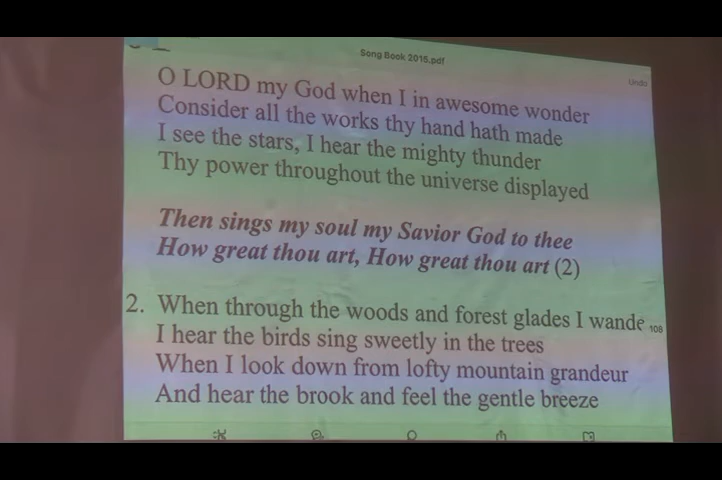 Song Book 2015.pdf
Undo
O LORD my God when I in awesome wonder
Consider all the works thy hand hath made
I see the stars, I hear the mighty thunder
Thy power throughout the universe displayed
Then sings my soul my Savior God to thee
How great thou art, How great thou art (2)
2. When through the woods and forest glades I wande
108
I hear the birds sing sweetly in the trees
When I look down from lofty mountain grandeur
And hear the brook and feel the gentle breeze